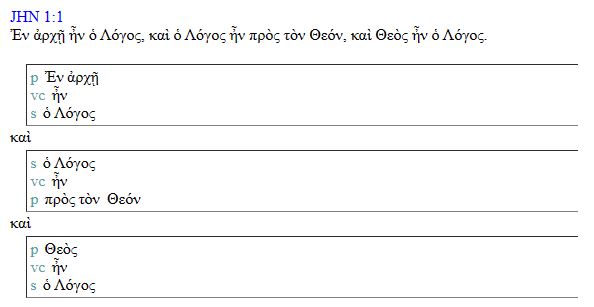 JHN 1:1
Ἐν ἀρχῇ ἦν ὁ Λόγος, καὶ ὁ Λόγος ἦν πρὸς τὸν Θεόν, καὶ Θεὸς ἦν ὁ Λόγος.
p Ἐν ἀρχῇ
vc ἦν
s ὁ Λόγος
καὶ
s ὁ Λόγος
vc ἦν
p πρὸς τὸν Θεόν
καὶ
p Θεὸς
vc ἦν
s ὁ Λόγος